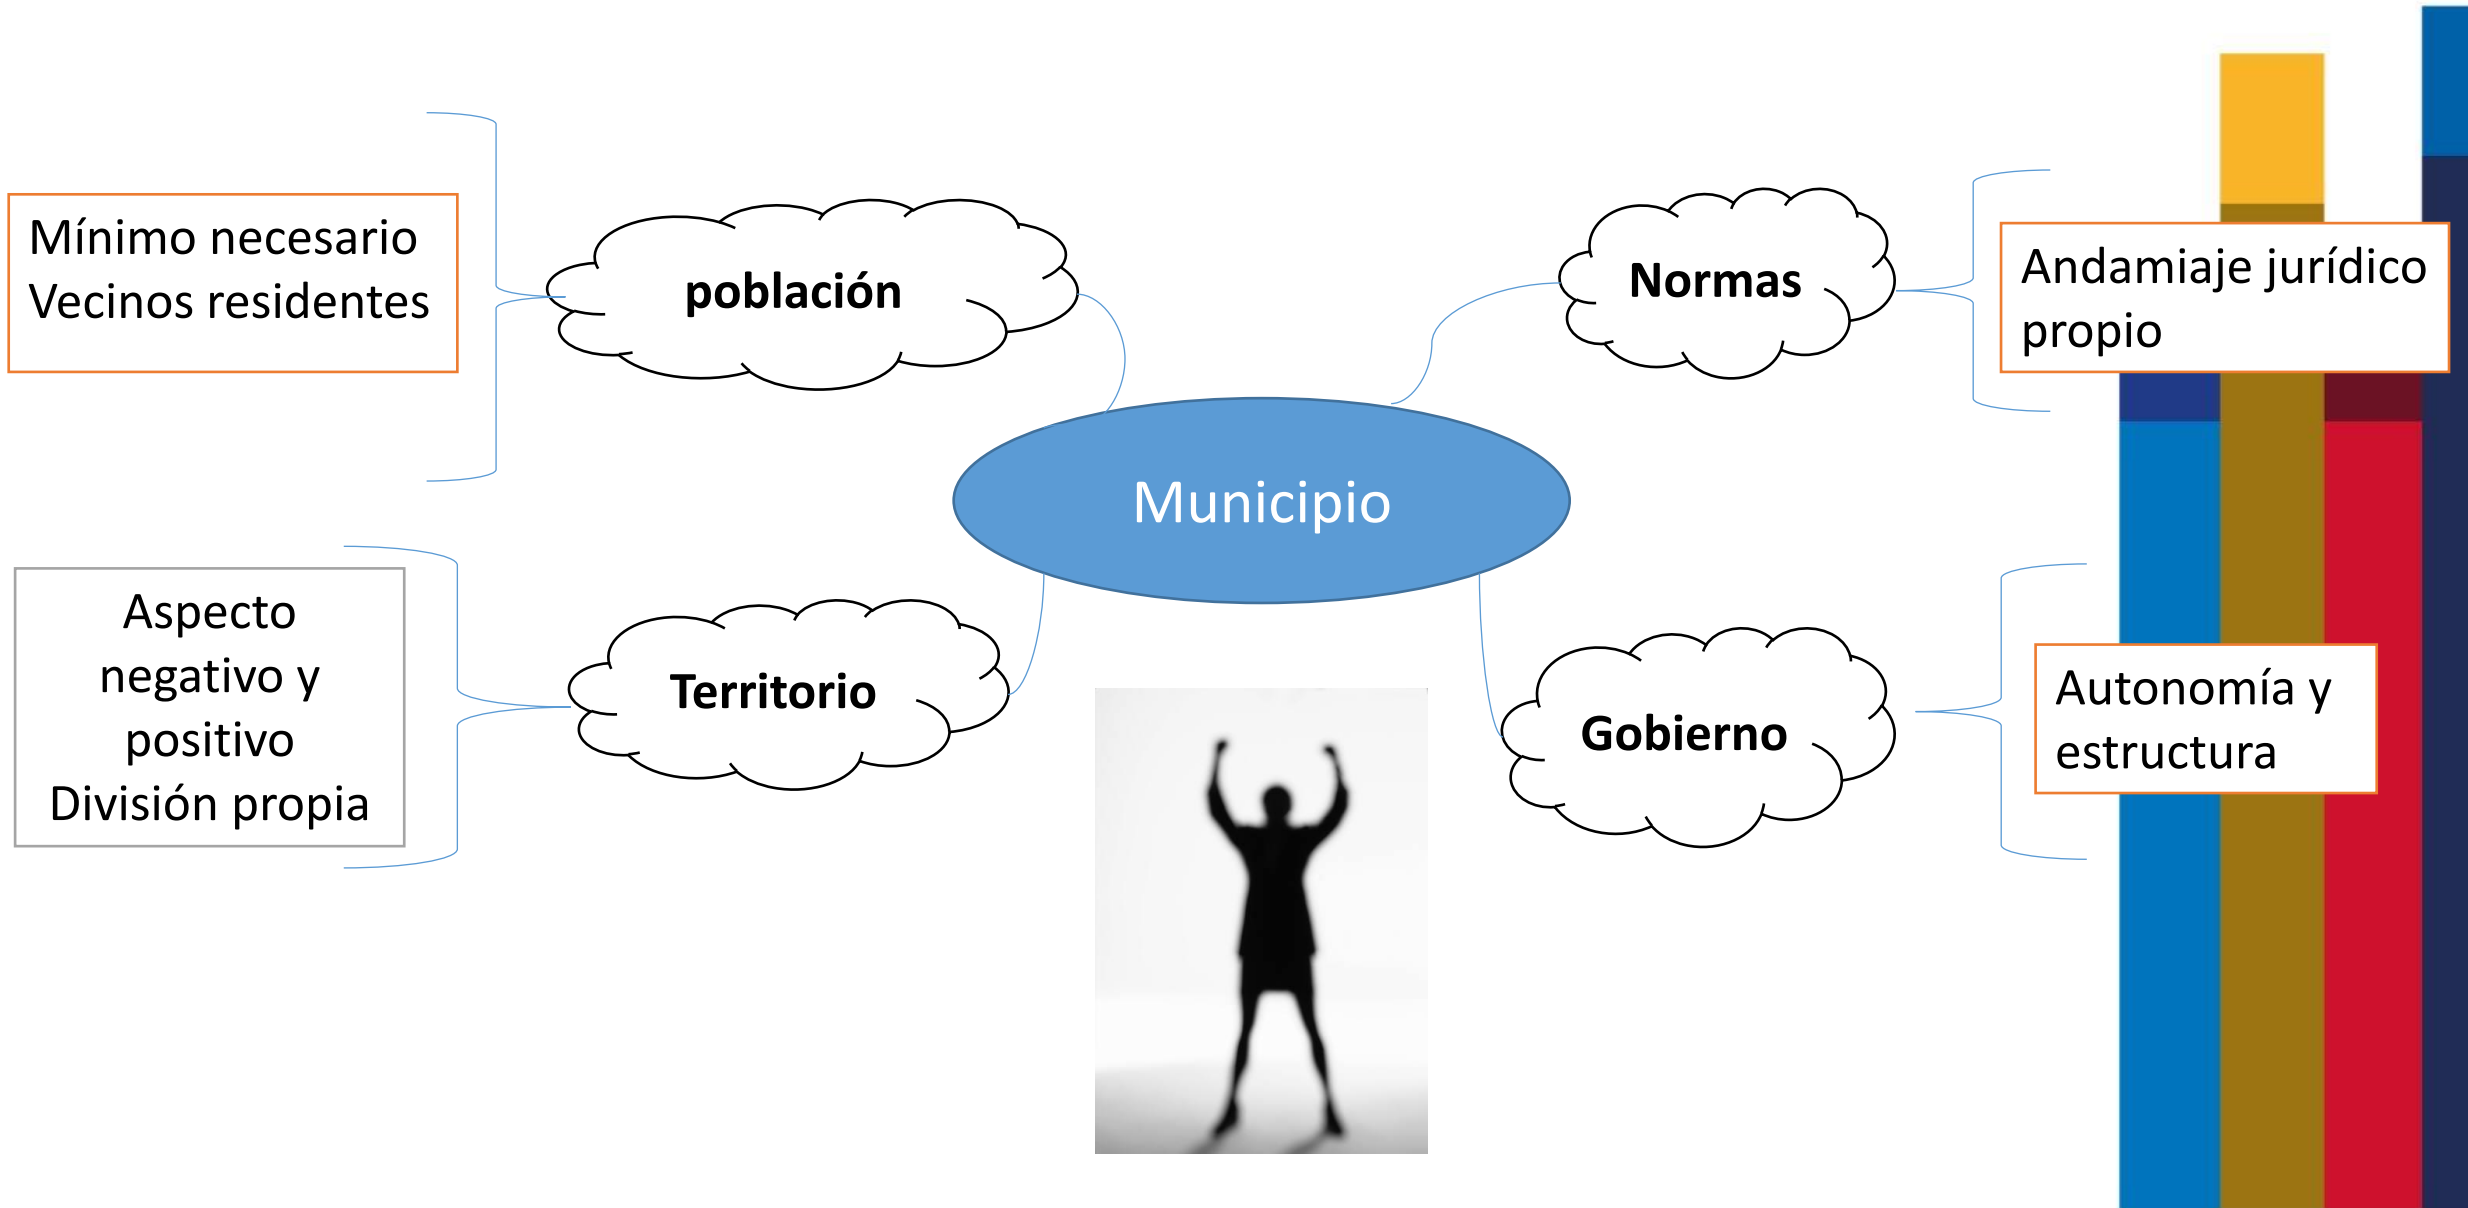 Mínimo necesario
Vecinos residentes
población
Normas
Andamiaje jurídico
propio
Municipio
Aspecto
negativo y
positivo
División propia
Territorio
Gobierno
Autonomía y
estructura